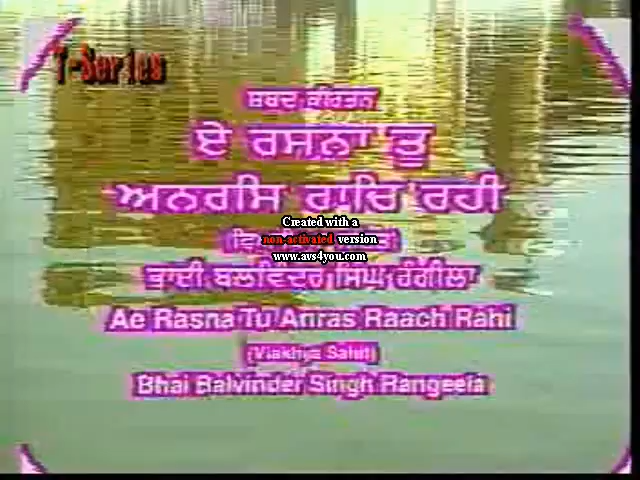 T-Series
ਸ਼ਬਦ ਕੀਰਤਨ
ਏ ਰਸਨਾ ਤੂ
ਅਨਰਸਿ ਰਾਚਿ ਰਹੀ
Created with a
non-activated version.
www.avs4you.com
ਭਾਈ ਬਲਵਿੰਦਰ ਸਿੰਘ ਰੰਗੀਲਾ
Ae Rasna Tu Anras Raach Rahi
(Viakhya Sahit)
Bhai Balvinder Singh Rangeela